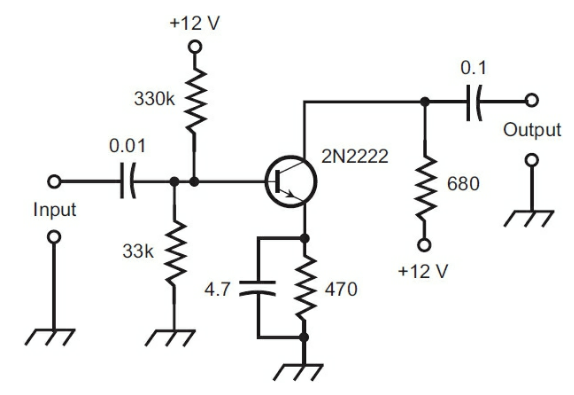 +12 V
0.1
330k
Output
0.01
2N2222
680
Input
33k
+12 V
4.7
470